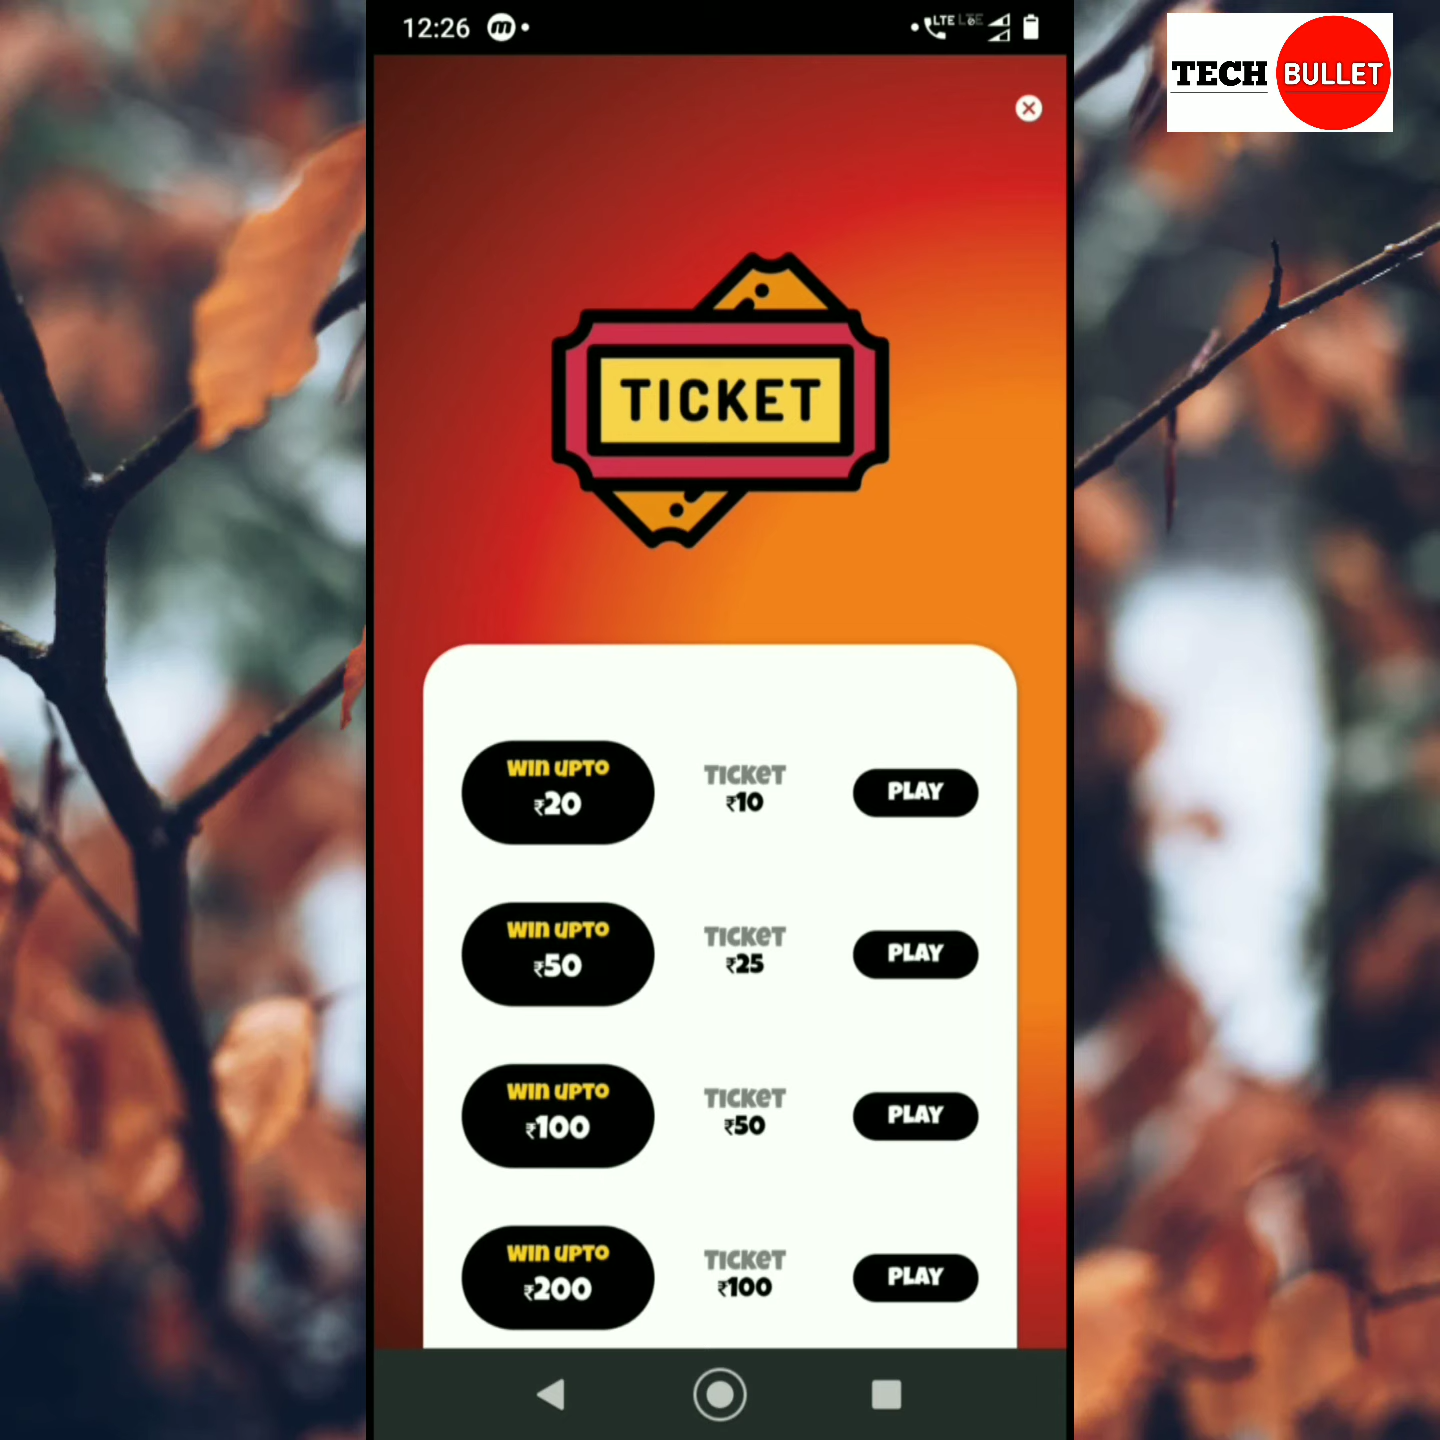 12:26
LTE LTE
TECH BULLET
TICKET
WIN UPTO
₹20
TICKET
₹10
PLAY
WIN UPTO
₹50
TICKET
₹25
PLAY
WIN UPTO
₹100
TICKET
₹50
PLAY
WIN UPTO
₹200
TICKET
₹100
PLAY